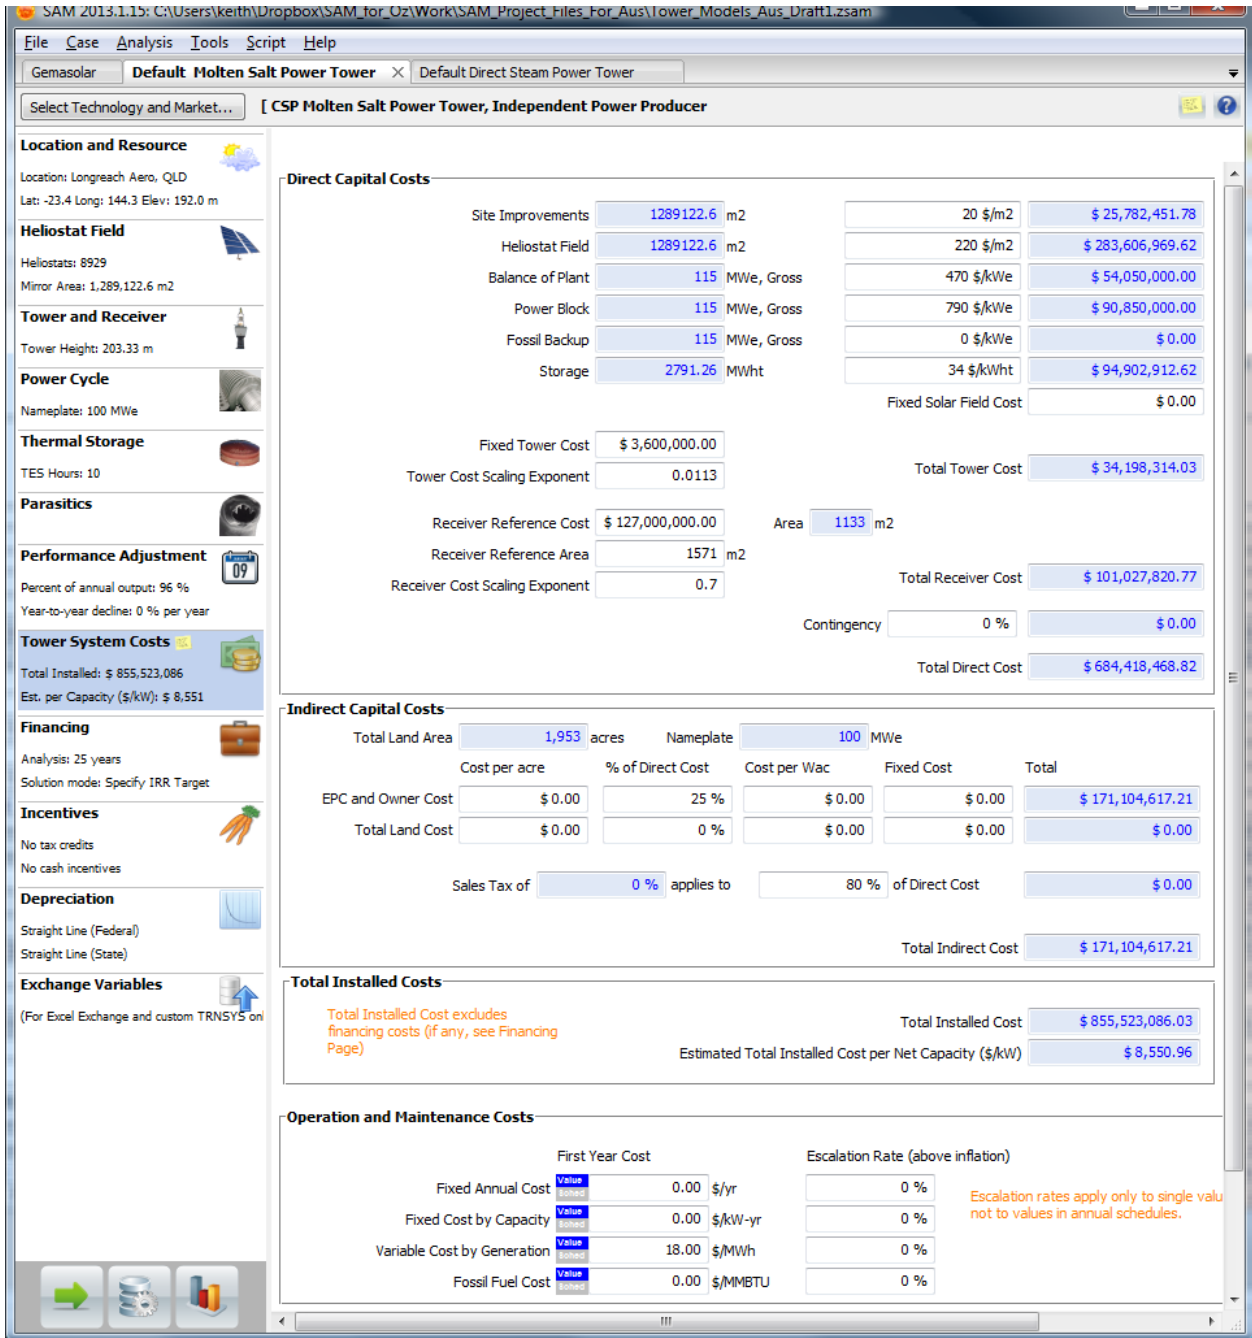 SAM 2013.1.15: C:\Users\keith\Dropbox\SAM_for_Oz\Work\SAM_Project_Files_For_Aus\Tower_Models_Aus_Draft1.zsam
File Case Analysis Tools Script Help
Gemasolar Default Molten Salt Power Tower Default Direct Steam Power Tower
Select Technology and Market... [ CSP Molten Salt Power Tower, Independent Power Producer
Location and Resource
Location: Longreach Aero, QLD
Lat: -23.4 Long: 144.3 Elev: 192.0 m
Heliostat Field
Heliostats: 8929
Mirror Area: 1,289,122.6 m2
Tower and Receiver
Tower Height: 203.33 m
Power Cycle
Nameplate: 100 MWe
Thermal Storage
TES Hours: 10
Parasitics
Performance Adjustment
09
Percent of annual output: 96 %
Year-to-year decline: 0 % per year
Tower System Costs
Total Installed: $ 855,523,086
Est. per Capacity ($/kW): $ 8,551
Financing
Analysis: 25 years
Solution mode: Specify IRR Target
Incentives
No tax credits
No cash incentives
Depreciation
Straight Line (Federal)
Straight Line (State)
Exchange Variables
(For Excel Exchange and custom TRNSYS onl
Direct Capital Costs
Site Improvements 1289122.6 m2 20 $/m2 $ 25,782,451.78
Heliostat Field 1289122.6 m2 220 $/m2 $ 283,606,969.62
Balance of Plant 115 MWe, Gross 470 $/kWe $ 54,050,000.00
Power Block 115 MWe, Gross 790 $/kWe $ 90,850,000.00
Fossil Backup 115 MWe, Gross 0 $/kWe $ 0.00
Storage 2791.26 MWht 34 $/kWht $ 94,902,912.62
Fixed Solar Field Cost $ 0.00
Fixed Tower Cost $ 3,600,000.00
Tower Cost Scaling Exponent 0.0113
Total Tower Cost $ 34,198,314.03
Receiver Reference Cost $ 127,000,000.00 Area 1133 m2
Receiver Reference Area 1571 m2
Receiver Cost Scaling Exponent 0.7
Total Receiver Cost $ 101,027,820.77
Contingency 0 % $ 0.00
Total Direct Cost $ 684,418,468.82
Indirect Capital Costs
Total Land Area 1,953 acres Nameplate 100 MWe
Cost per acre % of Direct Cost Cost per Wac Fixed Cost Total
EPC and Owner Cost $ 0.00 25 % $ 0.00 $ 0.00 $ 171,104,617.21
Total Land Cost $ 0.00 0 % $ 0.00 $ 0.00 $ 0.00
Sales Tax of 0 % applies to 80 % of Direct Cost $ 0.00
Total Indirect Cost $ 171,104,617.21
Total Installed Costs
Total Installed Cost excludes
financing costs (if any, see Financing
Page)
Total Installed Cost $ 855,523,086.03
Estimated Total Installed Cost per Net Capacity ($/kW) $ 8,550.96
Operation and Maintenance Costs
First Year Cost Escalation Rate (above inflation)
Fixed Annual Cost Value Sched 0.00 $/yr 0 %
Fixed Cost by Capacity Value Sched 0.00 $/kW-yr 0 %
Variable Cost by Generation Value Sched 18.00 $/MWh 0 %
Fossil Fuel Cost Value Sched 0.00 $/MMBTU 0 %
Escalation rates apply only to single valu
not to values in annual schedules.